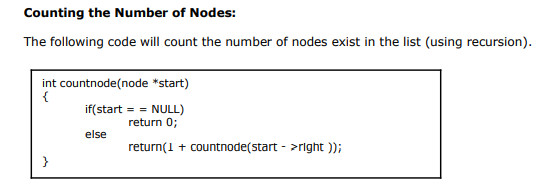 Counting the Number of Nodes:
The following code will count the number of nodes exist in the list (using recursion).
int countnode(node *start)
{
if(start = = NULL)
return 0;
else
return(1 + countnode(start - >right ));
}